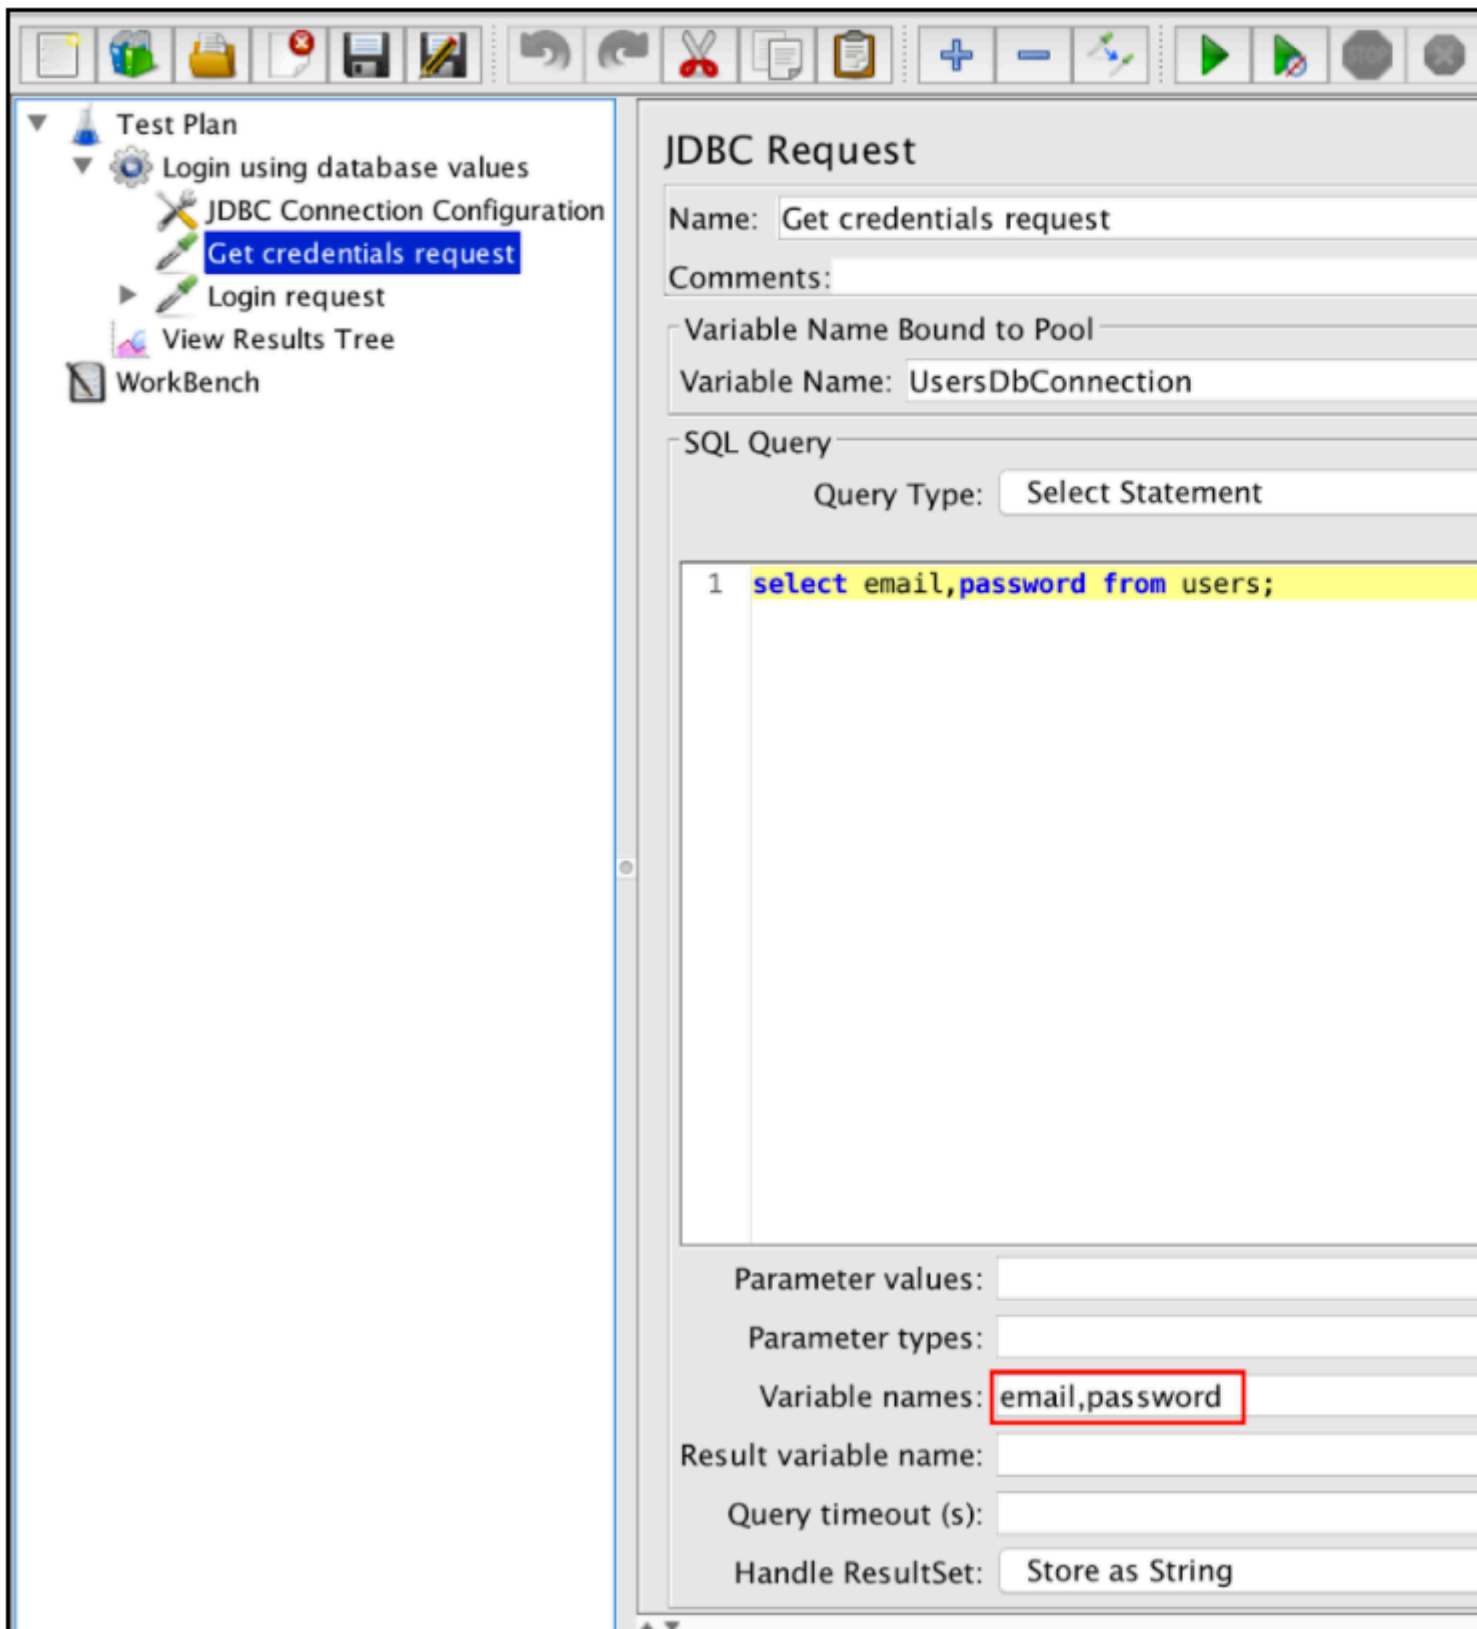 STOP
Test Plan
Login using database values
JDBC Connection Configuration
Get credentials request
Login request
View Results Tree
WorkBench
JDBC Request
Name: Get credentials request
Comments:
Variable Name Bound to Pool
Variable Name: UsersDbConnection
SQL Query
Query Type: Select Statement
1 select email,password from users;
Parameter values:
Parameter types:
Variable names: email,password
Result variable name:
Query timeout (s):
Handle ResultSet: Store as String